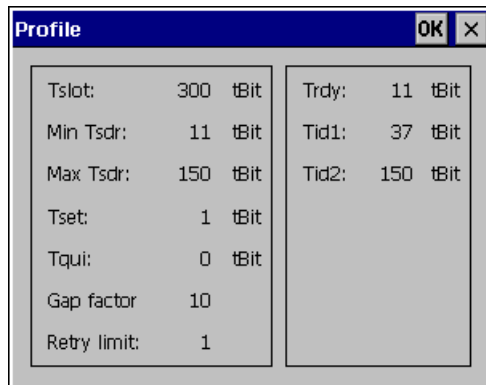 Profile OK ×
Tslot: 300 tBit
Min Tsdr: 11 tBit
Max Tsdr: 150 tBit
Tset: 1 tBit
Tqui: 0 tBit
Gap factor 10
Retry limit: 1
Trdy: 11 tBit
Tid1: 37 tBit
Tid2: 150 tBit